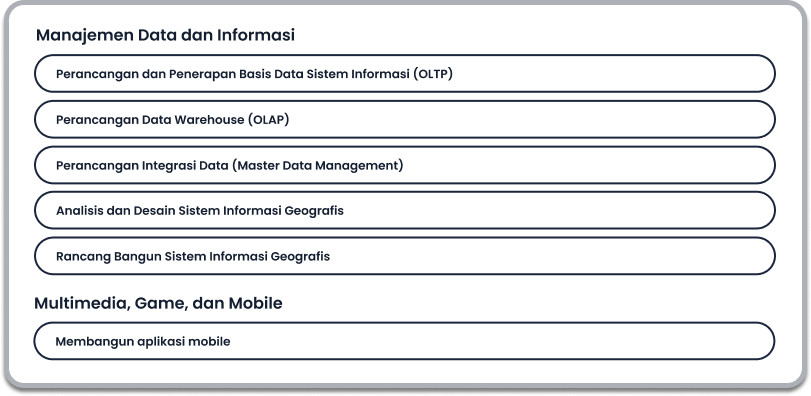 Manajemen Data dan Informasi
Perancangan dan Penerapan Basis Data Sistem Informasi (OLTP)
Perancangan Data Warehouse (OLAP)
Perancangan Integrasi Data (Master Data Management)
Analisis dan Desain Sistem Informasi Geografis
Rancang Bangun Sistem Informasi Geografis
Multimedia, Game, dan Mobile
Membangun aplikasi mobile